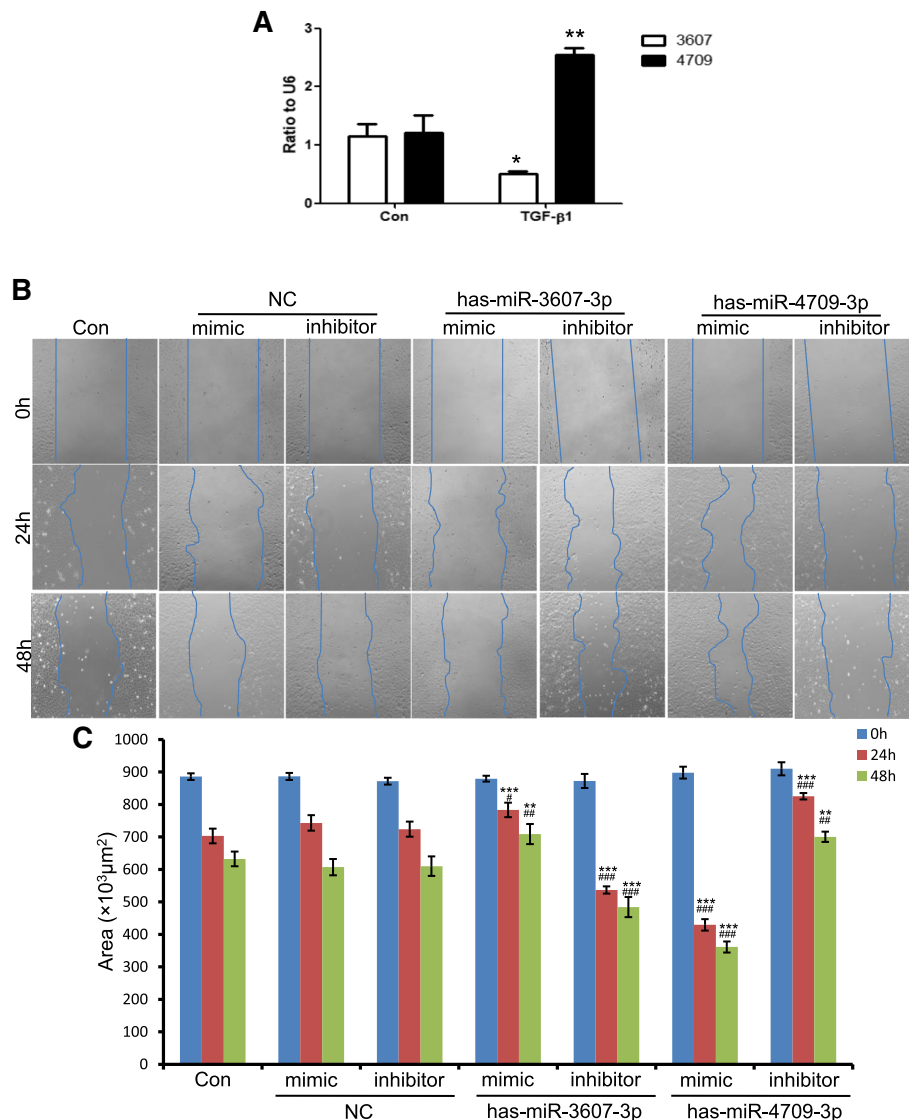 A
Ratio to U6
3
2
1
0
*
**
Con
TGF-β1
3607
4709
B
NC
has-miR-3607-3p
has-miR-4709-3p
Con
mimic
inhibitor
mimic
inhibitor
mimic
inhibitor
0h
24h
48h
C
0h
24h
48h
Area (×10³μm²)
1000
900
800
700
600
500
400
300
200
100
0
***
#
**
##
***
###
***
###
***
###
***
###
***
###
**
##
Con
mimic
inhibitor
mimic
inhibitor
mimic
inhibitor
NC
has-miR-3607-3p
has-miR-4709-3p